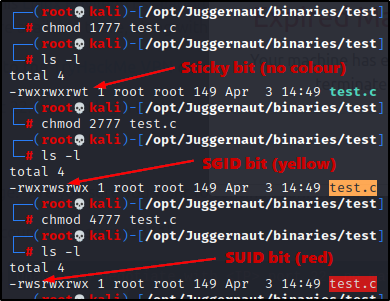 (root💀kali)-[/opt/Juggernaut/binaries/test]
# chmod 1777 test.c
(root💀kali)-[/opt/Juggernaut/binaries/test]
# ls -l
total 4
Sticky bit (no colour)
-rwxrwxrwt 1 root root 149 Apr 3 14:49 test.c
(root💀kali)-[/opt/Juggernaut/binaries/test]
# chmod 2777 test.c
(root💀kali)-[/opt/Juggernaut/binaries/test]
# ls -l
SGID bit (yellow)
total 4
-rwxrwsrwx 1 root root 149 Apr 3 14:49 test.c
(root💀kali)-[/opt/Juggernaut/binaries/test]
# chmod 4777 test.c
(root💀kali)-[/opt/Juggernaut/binaries/test]
# ls -l
SUID bit (red)
total 4
-rwsrwxrwx 1 root root 149 Apr 3 14:49 test.c